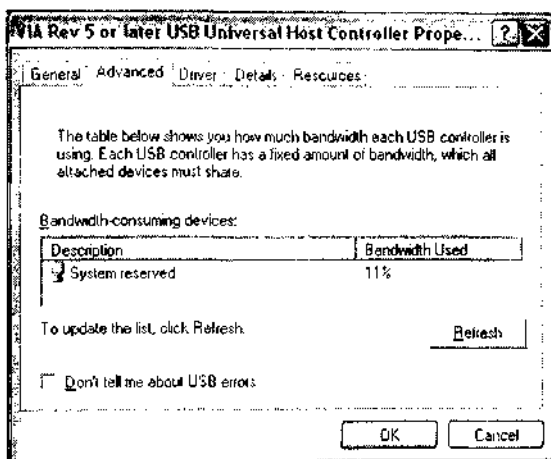 VIA Rev 5 or later USB Universal Host Controller Prope...
General Advanced Driver Details Resources
The table below shows you how much bandwidth each USB controller is
using. Each USB controller has a fixed amount of bandwidth, which all
attached devices must share.
Bandwidth-consuming devices:
Description Bandwidth Used
System reserved 11%
To update the list, click Refresh. Refresh
Don't tell me about USB errors
OK Cancel